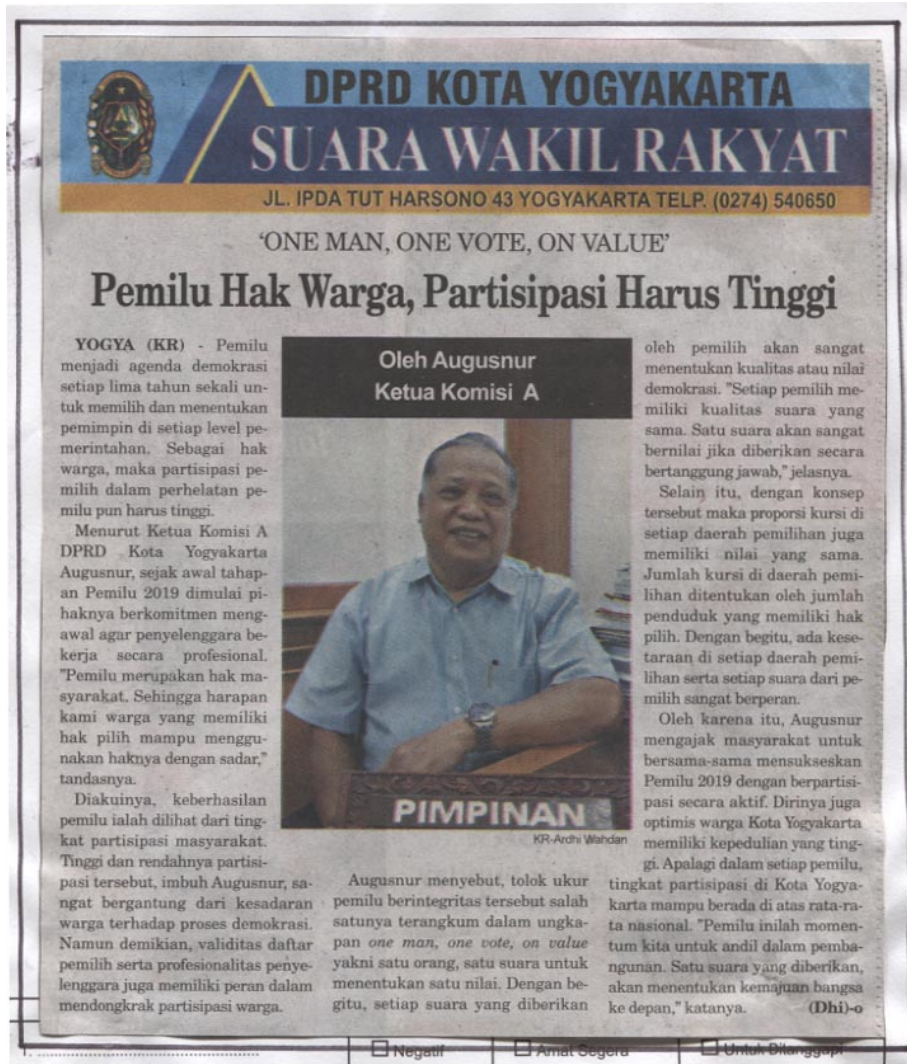 DPRD KOTA YOGYAKARTA
SUARA WAKIL RAKYAT
JL. IPDA TUT HARSONO 43 YOGYAKARTA TELP. (0274) 540650
'ONE MAN, ONE VOTE, ON VALUE'
Pemilu Hak Warga, Partisipasi Harus Tinggi
YOGYA (KR) - Pemilu
menjadi agenda demokrasi
setiap lima tahun sekali un-
tuk memilih dan menentukan
pemimpin di setiap level pe-
merintahan. Sebagai hak
warga, maka partisipasi pe-
milih dalam perhelatan pe-
milu pun harus tinggi.
Menurut Ketua Komisi A
DPRD Kota Yogyakarta
Augusnur, sejak awal tahap-
an Pemilu 2019 dimulai pi-
haknya berkomitmen meng-
awal agar penyelenggara be-
kerja secara profesional.
"Pemilu merupakan hak ma-
syarakat. Sehingga harapan
kami warga yang memiliki
hak pilih mampu menggu-
nakan haknya dengan sadar,"
tandasnya.
Diakuinya, keberhasilan
pemilu ialah dilihat dari ting-
kat partisipasi masyarakat.
Tinggi dan rendahnya partisi-
pasi tersebut, imbuh Augusnur, sa-
ngat bergantung dari kesadaran
warga terhadap proses demokrasi.
Namun demikian, validitas daftar
pemilih serta profesionalitas penye-
lenggara juga memiliki peran dalam
mendongkrak partisipasi warga.
Oleh Augusnur
Ketua Komisi A
PIMPINAN
KR-Ardhi Wahdan
Augusnur menyebut, tolok ukur
pemilu berintegritas tersebut salah
satunya terangkum dalam ungka-
pan one man, one vote, on value
yakni satu orang, satu suara untuk
menentukan satu nilai. Dengan be-
gitu, setiap suara yang diberikan
oleh pemilih akan sangat
menentukan kualitas atau nilai
demokrasi. "Setiap pemilih me-
miliki kualitas suara yang
sama. Satu suara akan sangat
bernilai jika diberikan secara
bertanggung jawab," jelasnya.
Selain itu, dengan konsep
tersebut maka proporsi kursi di
setiap daerah pemilihan juga
memiliki nilai yang sama.
Jumlah kursi di daerah pemi-
lihan ditentukan oleh jumlah
penduduk yang memiliki hak
pilih. Dengan begitu, ada kese-
taraan di setiap daerah pemi-
lihan serta setiap suara dari pe-
milih sangat berperan.
Oleh karena itu, Augusnur
mengajak masyarakat untuk
bersama-sama mensukseskan
Pemilu 2019 dengan berpartisi-
pasi secara aktif. Dirinya juga
optimis warga Kota Yogyakarta
memiliki kepedulian yang ting-
gi. Apalagi dalam setiap pemilu,
tingkat partisipasi di Kota Yogya-
karta mampu berada di atas rata-ra-
ta nasional. "Pemilu inilah momen-
tum kita untuk andil dalam pemba-
ngunan. Satu suara yang diberikan,
akan menentukan kemajuan bangsa
ke depan," katanya. (Dhi)-o
Negatif Amat Segera Untuk Ditanggapi